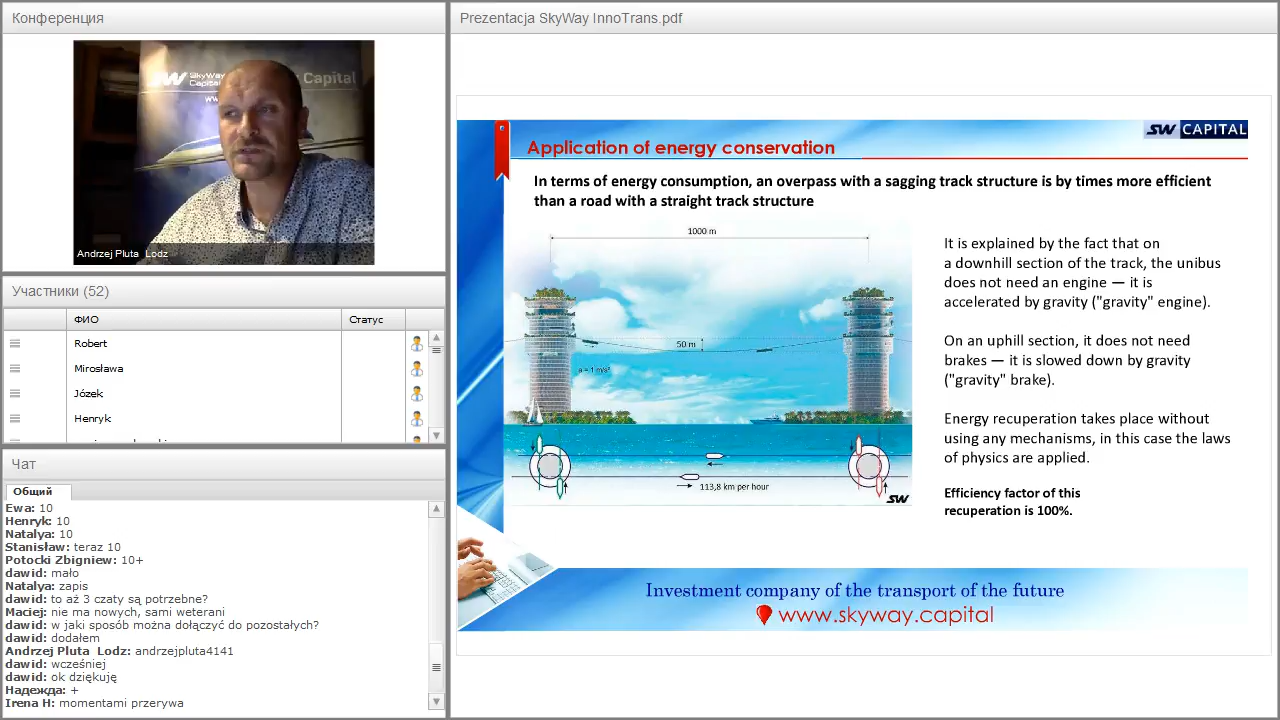 Конференция
SkyWay
Capital
Capital
Andrzej Pluta Lodz
Участники (52)
ФИО
Статус
Robert
Mirosława
Józek
Henryk
Чат
Общий
Ewa: 10
Henryk: 10
Natalya: 10
Stanisław: teraz 10
Potocki Zbigniew: 10+
dawid: mało
Natalya: zapis
dawid: to aż 3 czaty są potrzebne?
Maciej: nie ma nowych, sami weterani
dawid: w jaki sposób można dołączyć do pozostałych?
dawid: dodałem
Andrzej Pluta Lodz: andrzejpluta4141
dawid: wcześniej
dawid: ok dziękuję
Надежда: +
Irena H: momentami przerywa
Prezentacja SkyWay InnoTrans.pdf
SW CAPITAL
Application of energy conservation
In terms of energy consumption, an overpass with a sagging track structure is by times more efficient
than a road with a straight track structure
1000 m
50 m
a = 1 m/s²
113,8 km per hour
SW
It is explained by the fact that on
a downhill section of the track, the unibus
does not need an engine — it is
accelerated by gravity ("gravity" engine).
On an uphill section, it does not need
brakes — it is slowed down by gravity
("gravity" brake).
Energy recuperation takes place without
using any mechanisms, in this case the laws
of physics are applied.
Efficiency factor of this
recuperation is 100%.
Investment company of the transport of the future
www.skyway.capital